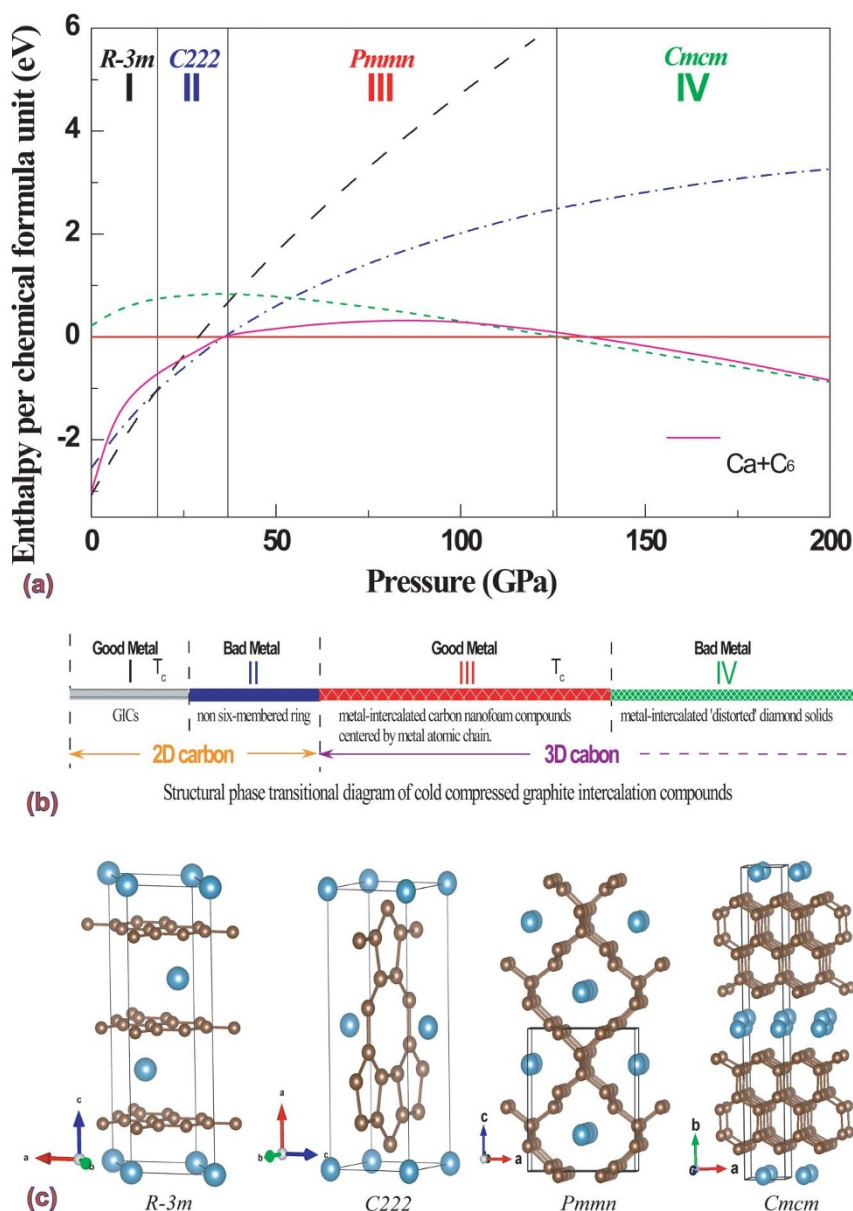 Enthalpy per chemical formula unit (eV)
6
4
2
0
-2
R-3m C222 Pmmn Cmcm
I II III IV
Ca+C6
0 50 100 150 200
Pressure (GPa)
(a)
Good Metal Bad Metal Good Metal Bad Metal
I Tc II III Tc IV
GICs non six-membered ring metal-intercalated carbon nanofoam compounds metal-intercalated 'distorted' diamond solids
centered by metal atomic chain.
2D carbon 3D cabon
(b) Structural phase transitional diagram of cold compressed graphite intercalation compounds
c a b
a b c
c a
b c a
(c) R-3m C222 Pmmn Cmcm